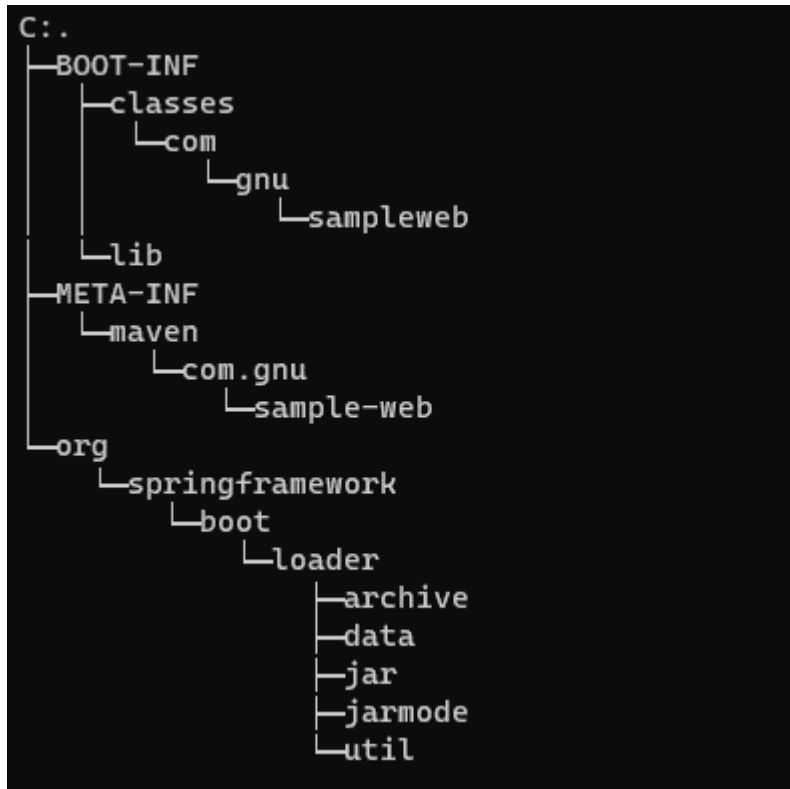 C:.
├─BOOT-INF
│  ├─classes
│  │  └─com
│  │      └─gnu
│  │          └─sampleweb
│  └─lib
├─META-INF
│  └─maven
│      └─com.gnu
│          └─sample-web
└─org
    └─springframework
        └─boot
            └─loader
                ├─archive
                ├─data
                ├─jar
                ├─jarmode
                └─util